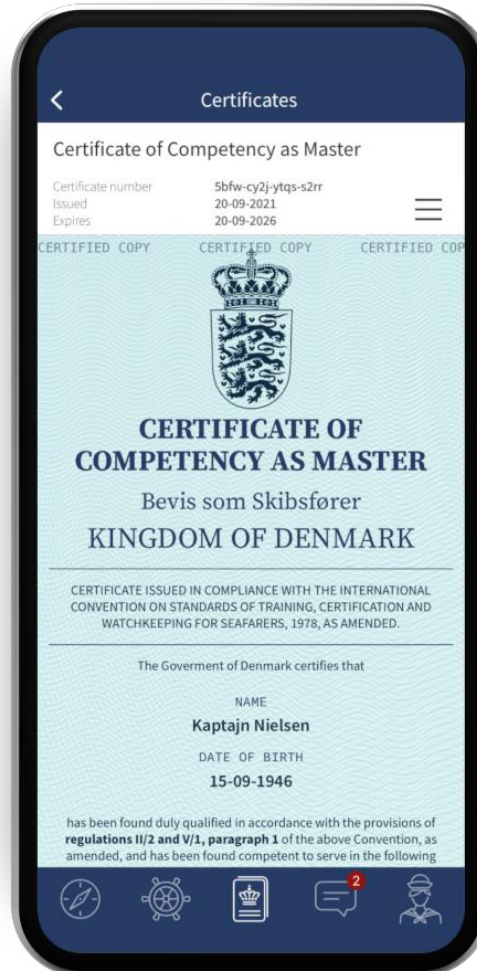 Certificates
Certificate of Competency as Master
Certificate number 5bfw-cy2j-ytqs-s2rr
Issued 20-09-2021
Expires 20-09-2026
CERTIFIED COPY CERTIFIED COPY CERTIFIED COP
CERTIFICATE OF
COMPETENCY AS MASTER
Bevis som Skibsfører
KINGDOM OF DENMARK
CERTIFICATE ISSUED IN COMPLIANCE WITH THE INTERNATIONAL
CONVENTION ON STANDARDS OF TRAINING, CERTIFICATION AND
WATCHKEEPING FOR SEAFARERS, 1978, AS AMENDED.
The Goverment of Denmark certifies that
NAME
Kaptajn Nielsen
DATE OF BIRTH
15-09-1946
has been found duly qualified in accordance with the provisions of
regulations II/2 and V/1, paragraph 1 of the above Convention, as
amended, and has been found competent to serve in the following
2